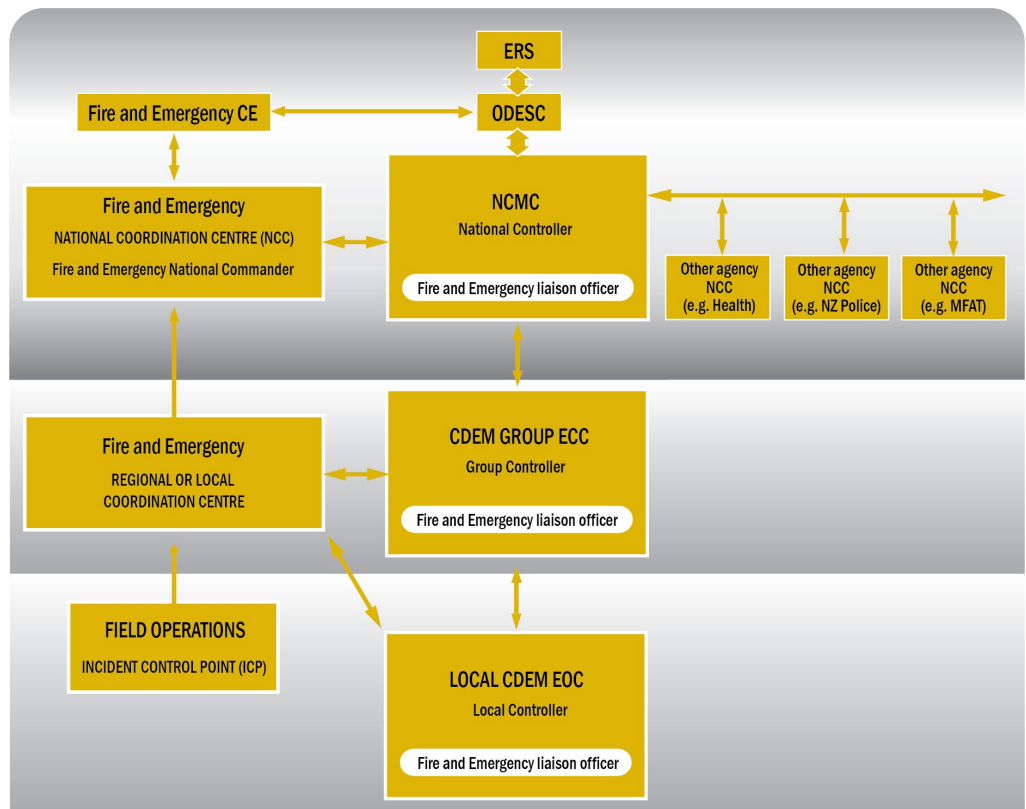 ERS
Fire and Emergency CE
ODESC
Fire and Emergency
NATIONAL COORDINATION CENTRE (NCC)
Fire and Emergency National Commander
NCMC
National Controller
Fire and Emergency liaison officer
Other agency
NCC
(e.g. Health)
Other agency
NCC
(e.g. NZ Police)
Other agency
NCC
(e.g. MFAT)
Fire and Emergency
REGIONAL OR LOCAL
COORDINATION CENTRE
CDEM GROUP ECC
Group Controller
Fire and Emergency liaison officer
FIELD OPERATIONS
INCIDENT CONTROL POINT (ICP)
LOCAL CDEM EOC
Local Controller
Fire and Emergency liaison officer